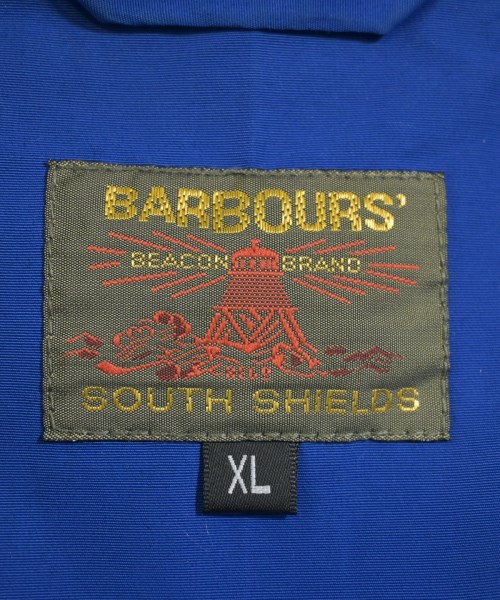 BARBOURS'
BEACON BRAND
SOUTH SHIELDS
XL